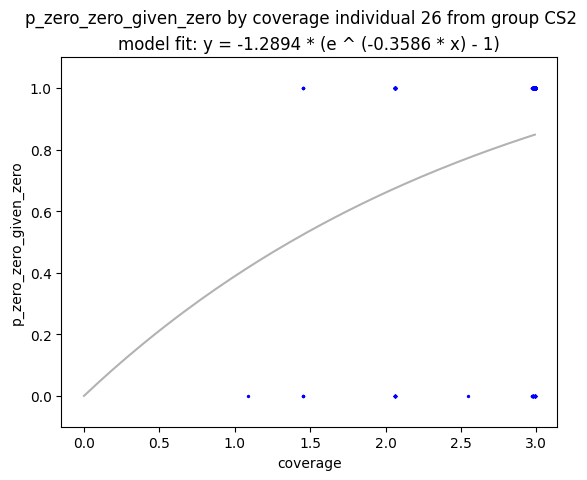 p_zero_zero_given_zero by coverage individual 26 from group CS2
model fit: y = -1.2894 * (e ^ (-0.3586 * x) - 1)
p_zero_zero_given_zero
1.0
0.8
0.6
0.4
0.2
0.0
0.0 0.5 1.0 1.5 2.0 2.5 3.0
coverage